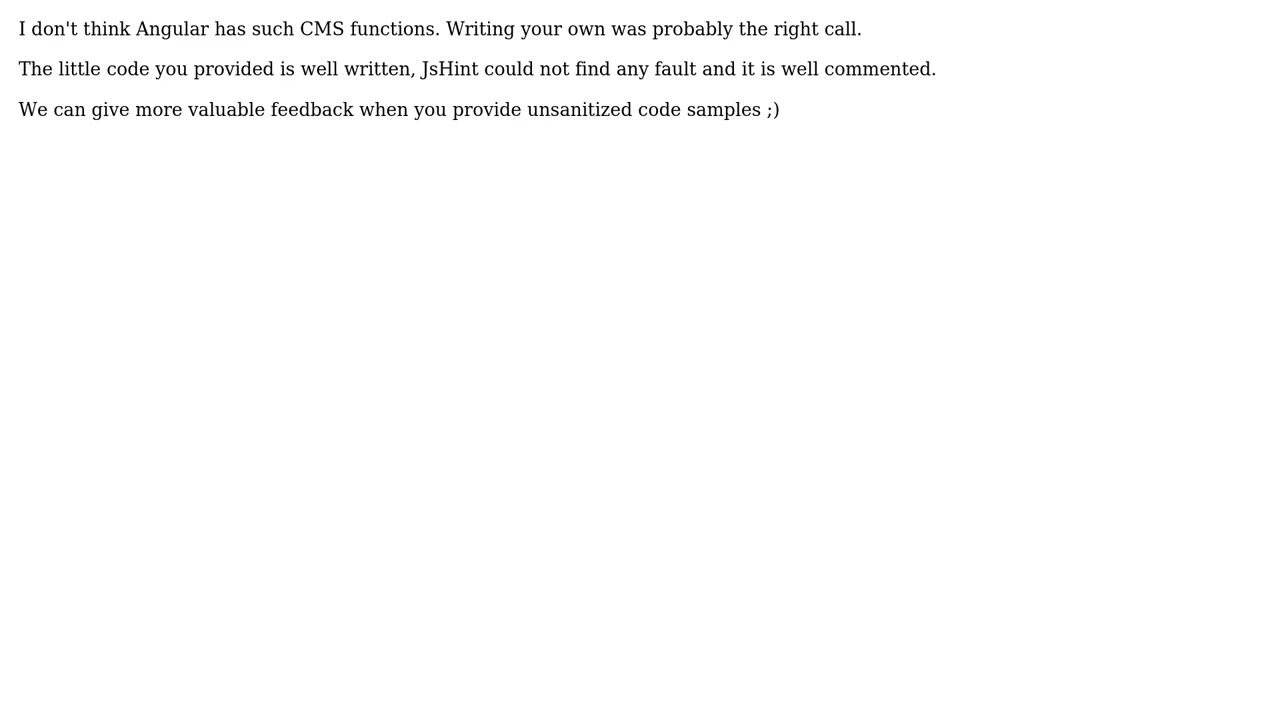 I don't think Angular has such CMS functions. Writing your own was probably the right call.
The little code you provided is well written, JsHint could not find any fault and it is well commented.
We can give more valuable feedback when you provide unsanitized code samples ;)